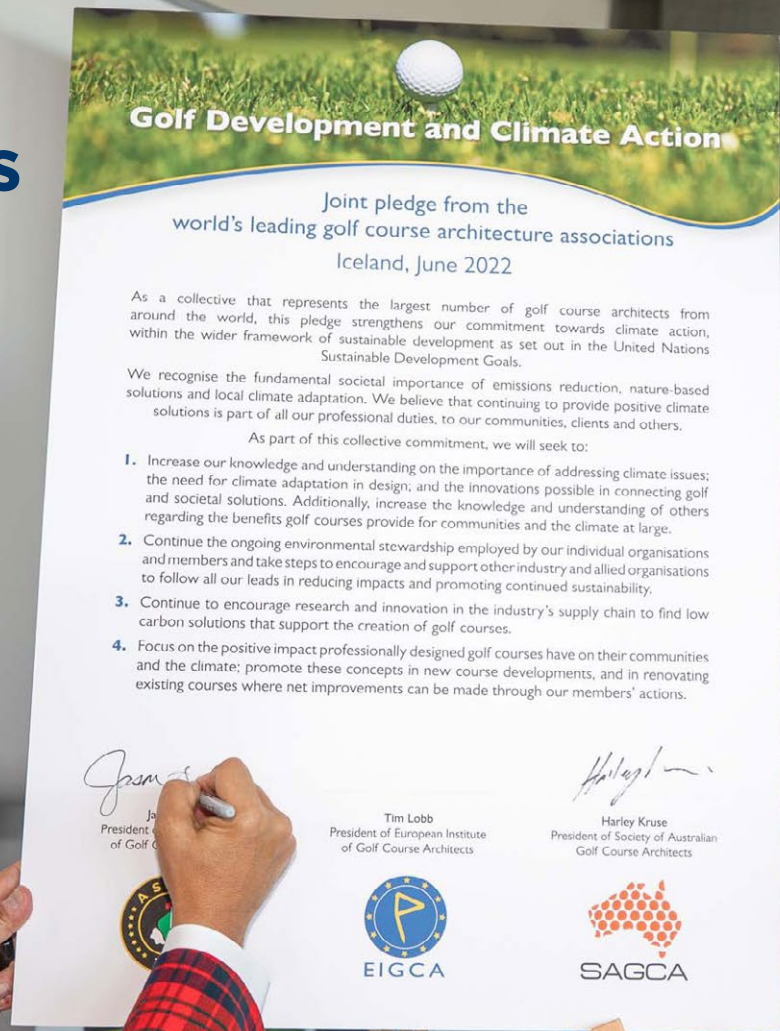 s
Golf Development and Climate Action
Joint pledge from the
world's leading golf course architecture associations
Iceland, June 2022
As a collective that represents the largest number of golf course architects from
around the world, this pledge strengthens our commitment towards climate action,
within the wider framework of sustainable development as set out in the United Nations
Sustainable Development Goals.
We recognise the fundamental societal importance of emissions reduction, nature-based
solutions and local climate adaptation. We believe that continuing to provide positive climate
solutions is part of all our professional duties, to our communities, clients and others.
As part of this collective commitment, we will seek to:
1. Increase our knowledge and understanding on the importance of addressing climate issues;
the need for climate adaptation in design; and the innovations possible in connecting golf
and societal solutions. Additionally, increase the knowledge and understanding of others
regarding the benefits golf courses provide for communities and the climate at large.
2. Continue the ongoing environmental stewardship employed by our individual organisations
and members and take steps to encourage and support other industry and allied organisations
to follow all our leads in reducing impacts and promoting continued sustainability.
3. Continue to encourage research and innovation in the industry's supply chain to find low
carbon solutions that support the creation of golf courses.
4. Focus on the positive impact professionally designed golf courses have on their communities
and the climate; promote these concepts in new course developments, and in renovating
existing courses where net improvements can be made through our members' actions.
Jason
President
of Golf
Tim Lobb
President of European Institute
of Golf Course Architects
Harley Kruse
President of Society of Australian
Golf Course Architects
EIGCA
SAGCA